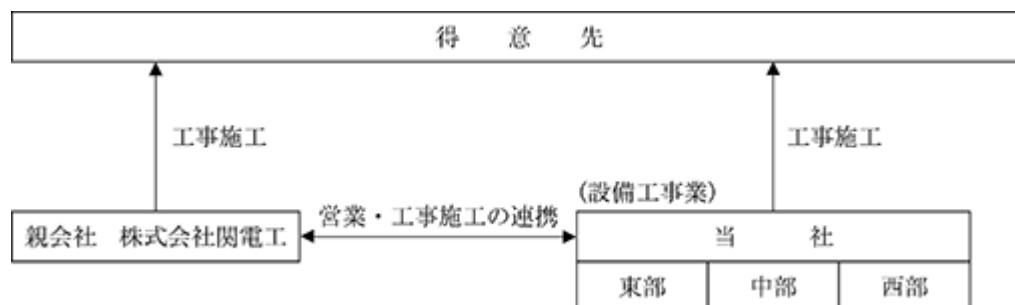 得意先
工事施工
工事施工
(設備工事業)
親会社 株式会社関電工
営業・工事施工の連携
当社
東部
中部
西部